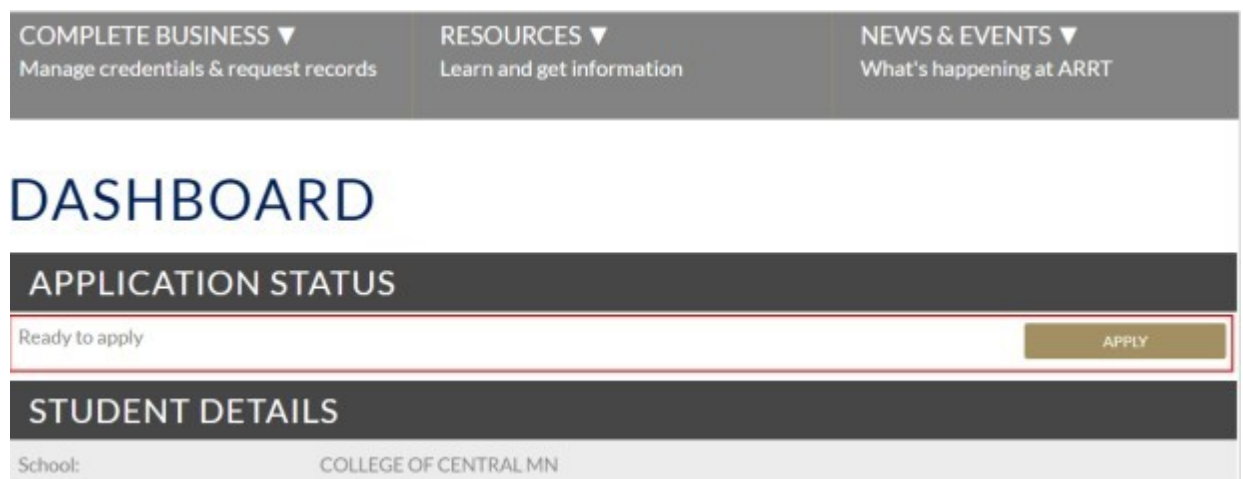 COMPLETE BUSINESS ▼
Manage credentials & request records
RESOURCES ▼
Learn and get information
NEWS & EVENTS ▼
What's happening at ARRT
DASHBOARD
APPLICATION STATUS
Ready to apply
APPLY
STUDENT DETAILS
School: COLLEGE OF CENTRAL MN